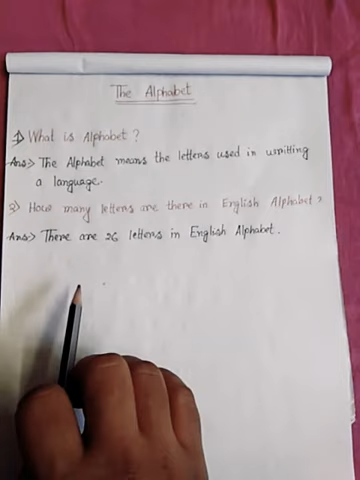 The Alphabet
1) What is Alphabet?
Ans:> The Alphabet means the letters used in writting
a language.
2) How many letters are there in English Alphabet?
Ans:> There are 26 letters in English Alphabet.